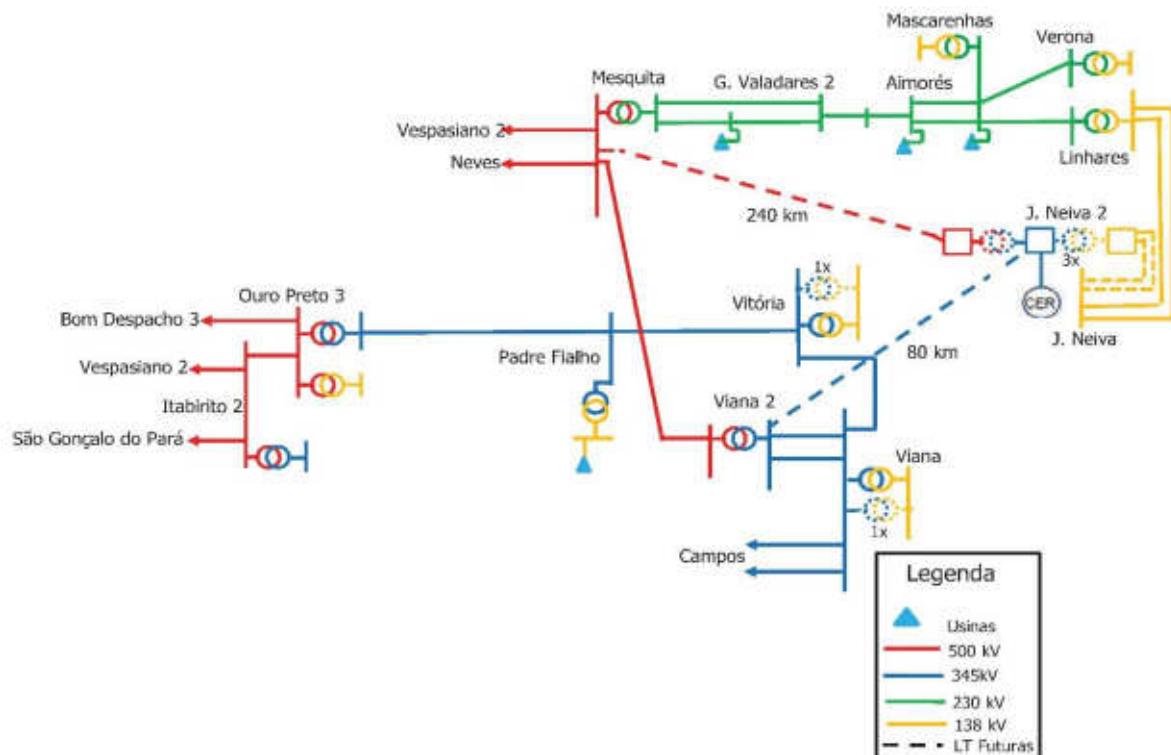 Mascarenhas
Verona
Mesquita
G. Valadares 2
Aimorés
Vespasiano 2
Neves
Linhares
240 km
J. Neiva 2
3x
1x
CER
Ouro Preto 3
Vitória
Bom Despacho 3
J. Neiva
Padre Fialho
80 km
Vespasiano 2
Itabirito 2
Viana 2
São Gonçalo do Pará
Viana
1x
Campos
Legenda
Usinas
500 kV
345kV
230 kV
138 kV
LT Futuras